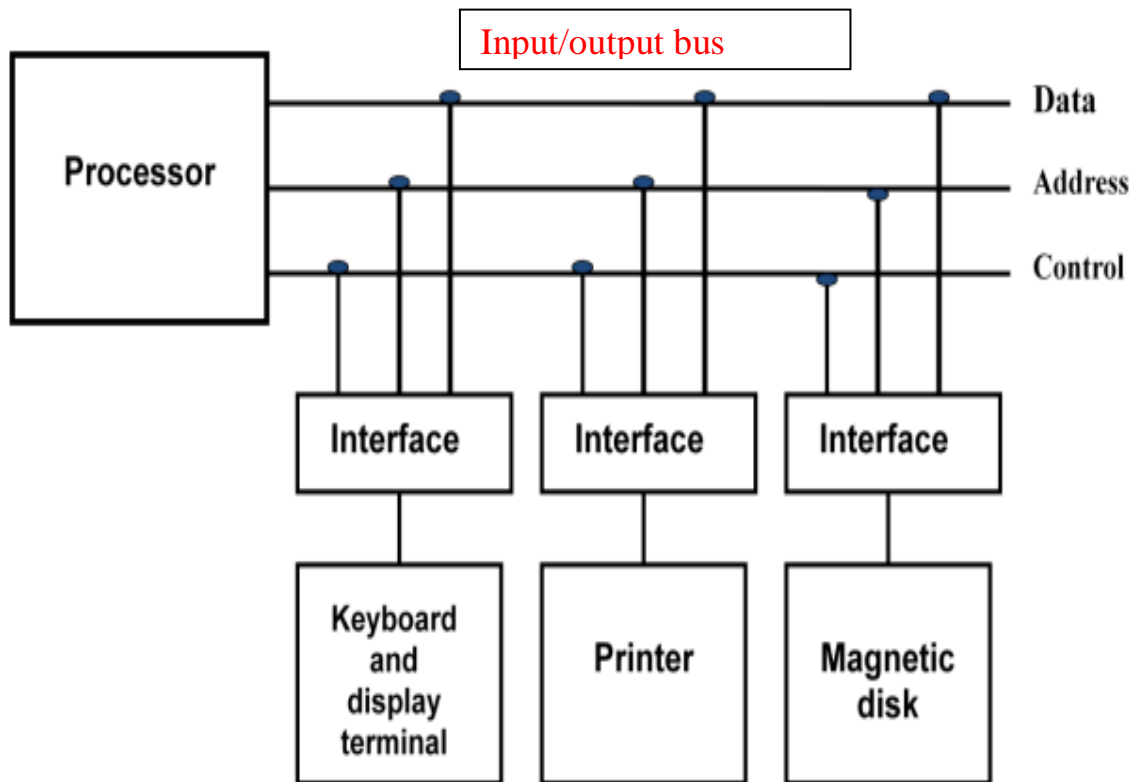 Input/output bus
Processor
Data
Address
Control
Interface
Interface
Interface
Keyboard
and
display
terminal
Printer
Magnetic
disk